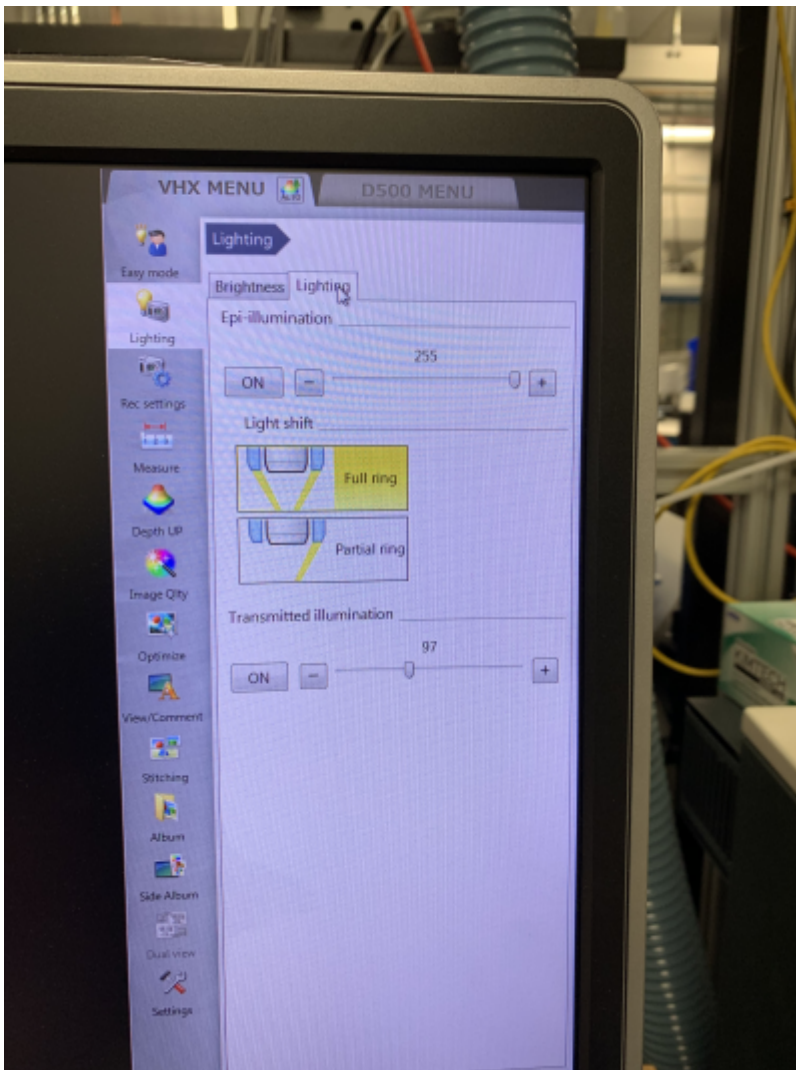 VHX MENU AUTO
D500 MENU
Easy mode
Lighting
Rec settings
Measure
Depth UP
Image Qlty
Optimize
View/Comment
Stitching
Album
Side Album
Dual view
Settings
Lighting
Brightness Lighting
Epi-illumination
255
ON − +
Light shift
Full ring
Partial ring
Transmitted illumination
97
ON − +
KIMTECH